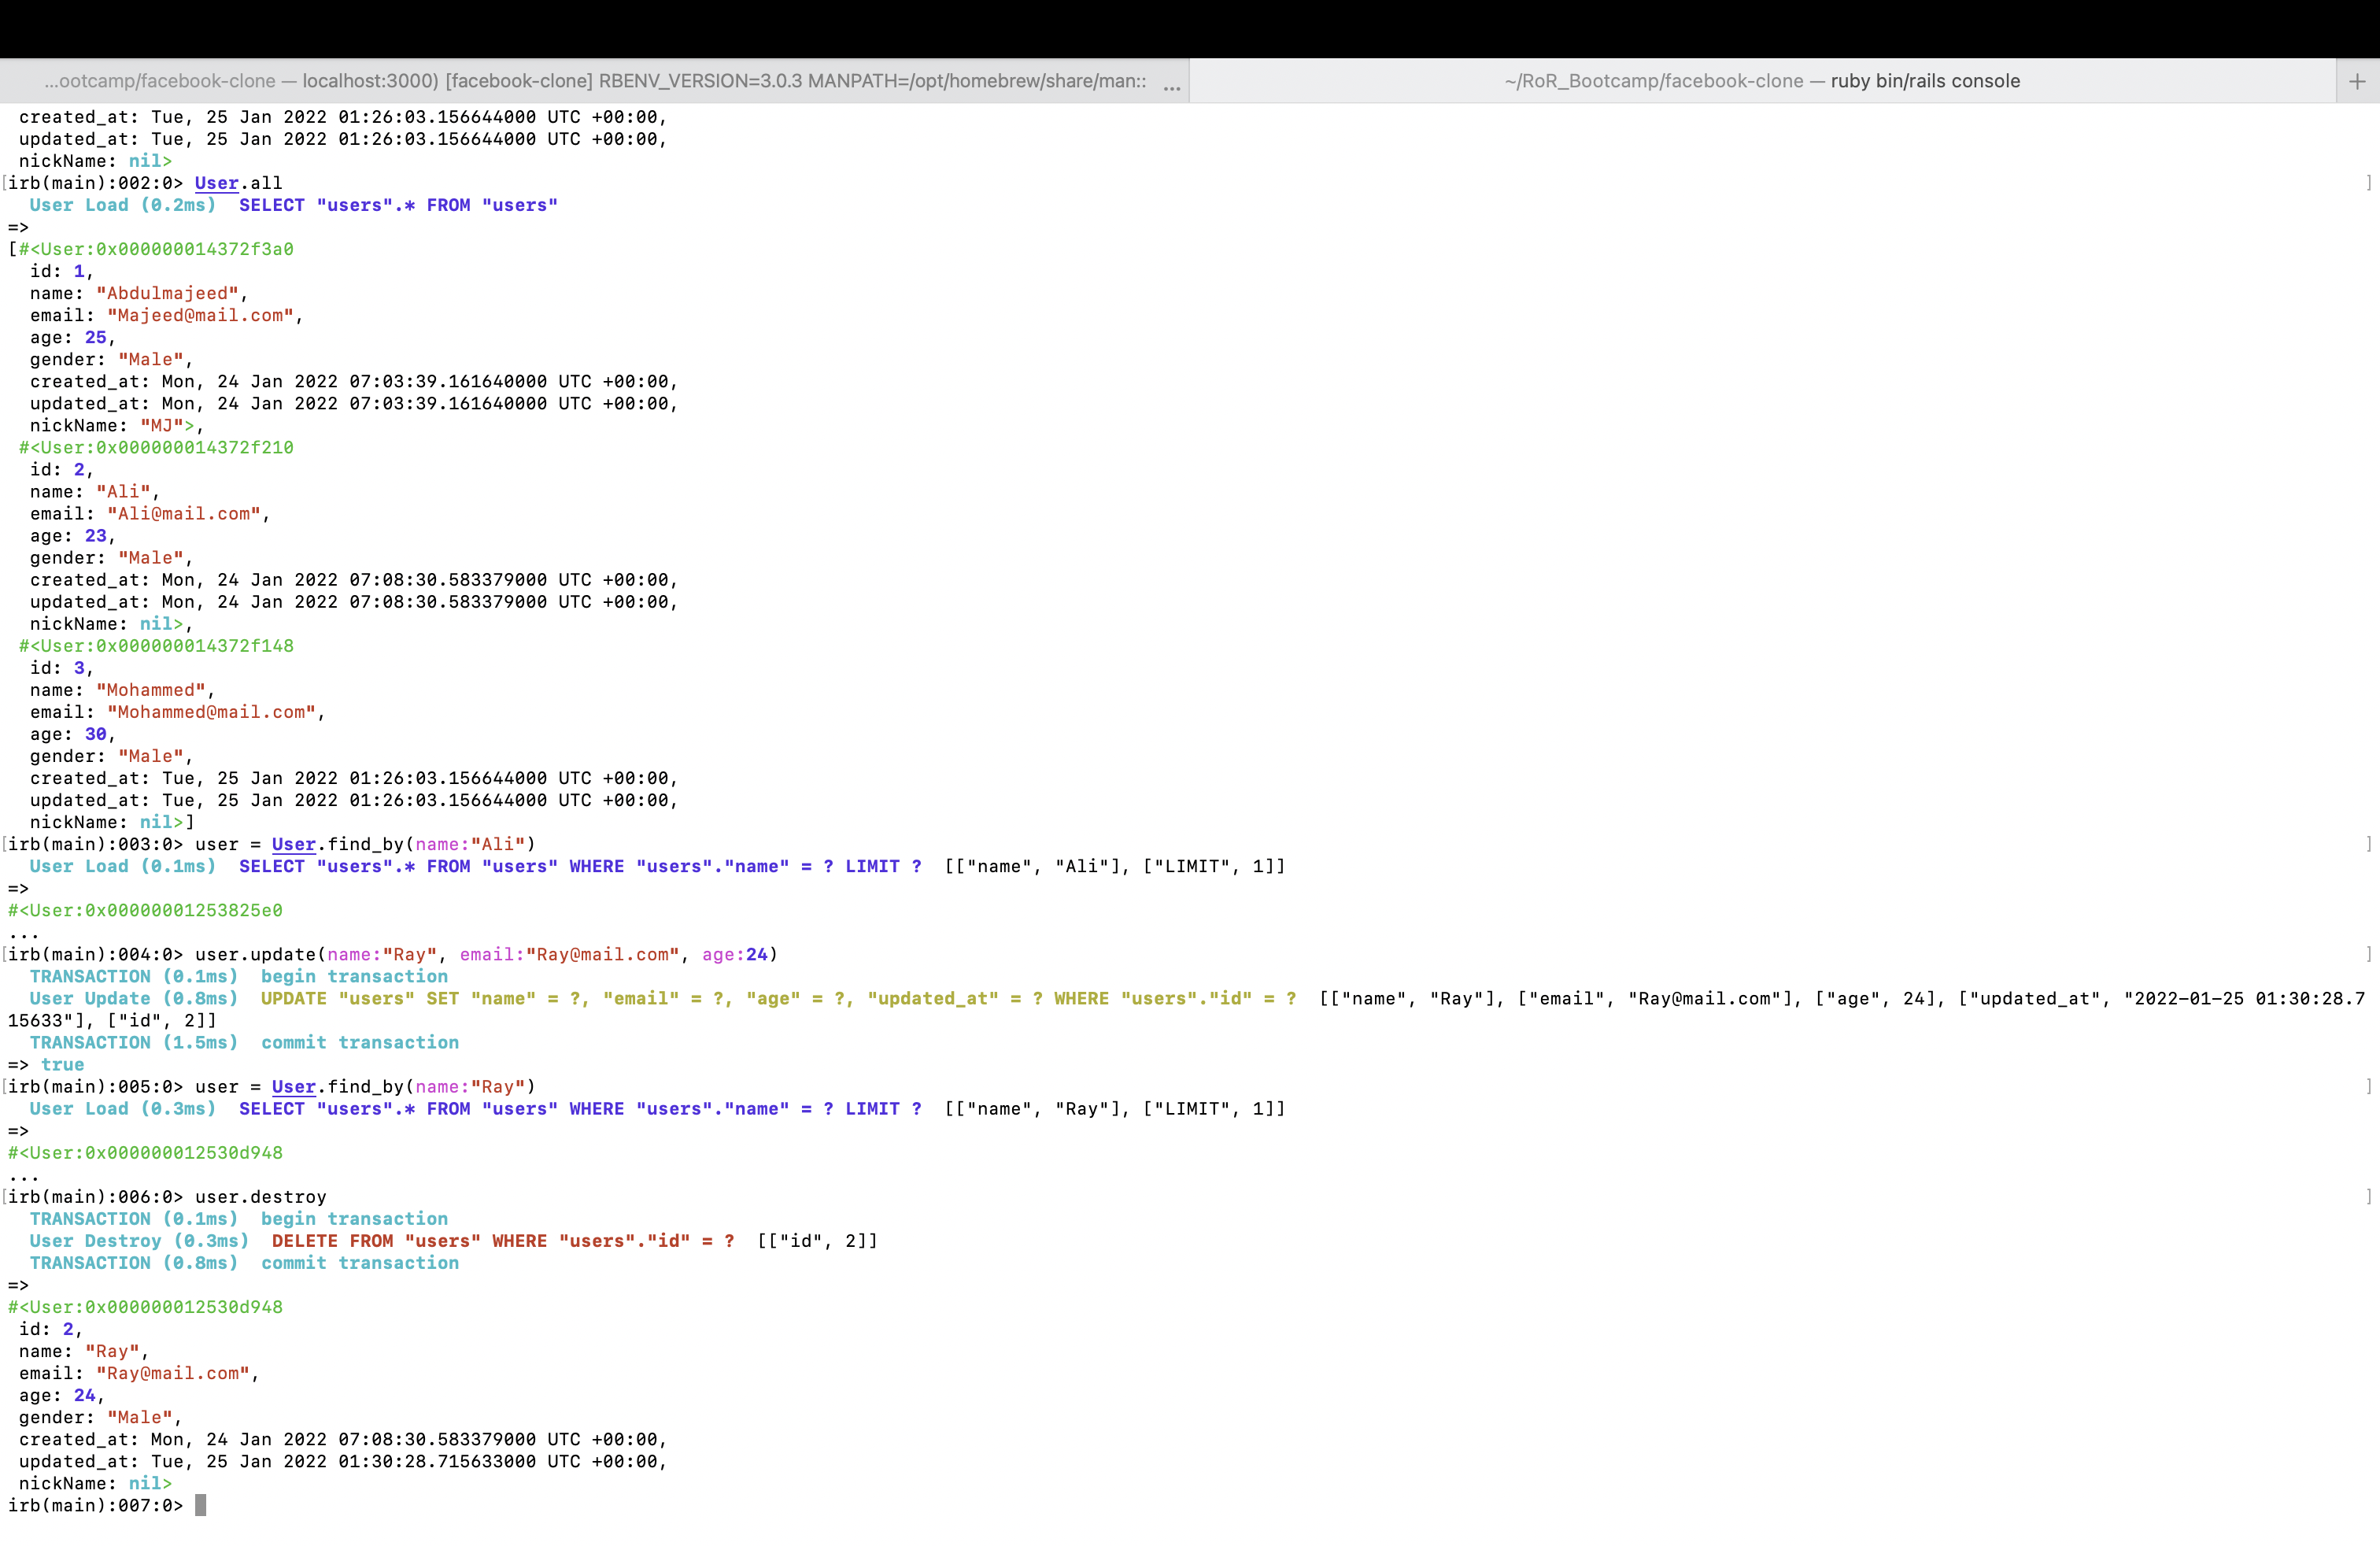 ...ootcamp/facebook-clone — localhost:3000) [facebook-clone] RBENV_VERSION=3.0.3 MANPATH=/opt/homebrew/share/man:: ...
~/RoR_Bootcamp/facebook-clone — ruby bin/rails console +
created_at: Tue, 25 Jan 2022 01:26:03.156644000 UTC +00:00,
updated_at: Tue, 25 Jan 2022 01:26:03.156644000 UTC +00:00,
nickName: nil>
[irb(main):002:0> User.all ]
User Load (0.2ms)  SELECT "users".* FROM "users"
=>
[#<User:0x000000014372f3a0
id: 1,
name: "Abdulmajeed",
email: "Majeed@mail.com",
age: 25,
gender: "Male",
created_at: Mon, 24 Jan 2022 07:03:39.161640000 UTC +00:00,
updated_at: Mon, 24 Jan 2022 07:03:39.161640000 UTC +00:00,
nickName: "MJ">,
#<User:0x000000014372f210
id: 2,
name: "Ali",
email: "Ali@mail.com",
age: 23,
gender: "Male",
created_at: Mon, 24 Jan 2022 07:08:30.583379000 UTC +00:00,
updated_at: Mon, 24 Jan 2022 07:08:30.583379000 UTC +00:00,
nickName: nil>,
#<User:0x000000014372f148
id: 3,
name: "Mohammed",
email: "Mohammed@mail.com",
age: 30,
gender: "Male",
created_at: Tue, 25 Jan 2022 01:26:03.156644000 UTC +00:00,
updated_at: Tue, 25 Jan 2022 01:26:03.156644000 UTC +00:00,
nickName: nil>]
[irb(main):003:0> user = User.find_by(name:"Ali") ]
User Load (0.1ms)  SELECT "users".* FROM "users" WHERE "users"."name" = ? LIMIT ?  [["name", "Ali"], ["LIMIT", 1]]
=>
#<User:0x00000001253825e0
...
[irb(main):004:0> user.update(name:"Ray", email:"Ray@mail.com", age:24) ]
TRANSACTION (0.1ms)  begin transaction
User Update (0.8ms)  UPDATE "users" SET "name" = ?, "email" = ?, "age" = ?, "updated_at" = ? WHERE "users"."id" = ?  [["name", "Ray"], ["email", "Ray@mail.com"], ["age", 24], ["updated_at", "2022-01-25 01:30:28.7
15633"], ["id", 2]]
TRANSACTION (1.5ms)  commit transaction
=> true
[irb(main):005:0> user = User.find_by(name:"Ray") ]
User Load (0.3ms)  SELECT "users".* FROM "users" WHERE "users"."name" = ? LIMIT ?  [["name", "Ray"], ["LIMIT", 1]]
=>
#<User:0x000000012530d948
...
[irb(main):006:0> user.destroy ]
TRANSACTION (0.1ms)  begin transaction
User Destroy (0.3ms)  DELETE FROM "users" WHERE "users"."id" = ?  [["id", 2]]
TRANSACTION (0.8ms)  commit transaction
=>
#<User:0x000000012530d948
id: 2,
name: "Ray",
email: "Ray@mail.com",
age: 24,
gender: "Male",
created_at: Mon, 24 Jan 2022 07:08:30.583379000 UTC +00:00,
updated_at: Tue, 25 Jan 2022 01:30:28.715633000 UTC +00:00,
nickName: nil>
irb(main):007:0>